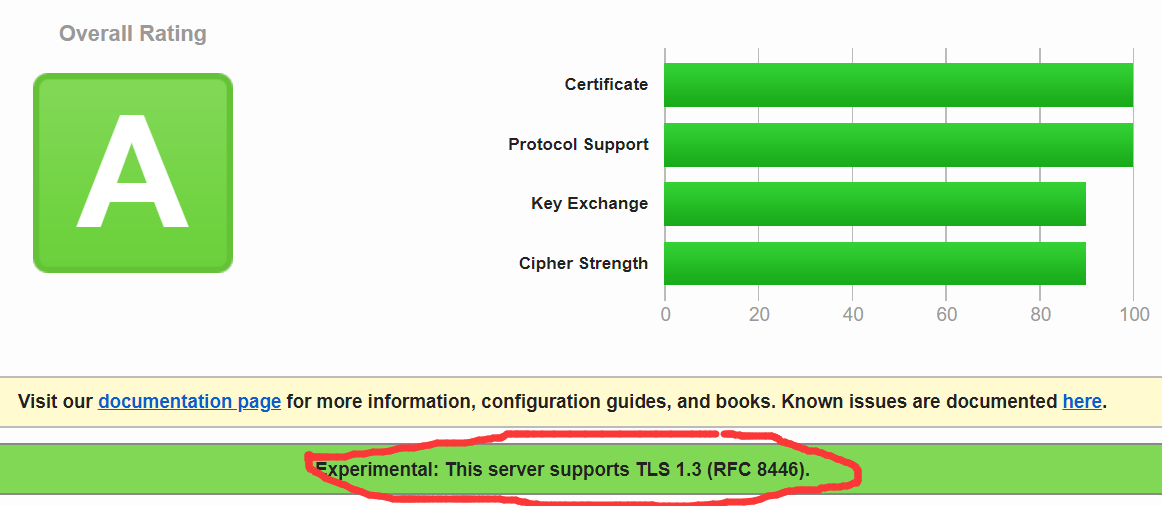 Overall Rating
A
Certificate
Protocol Support
Key Exchange
Cipher Strength
0 20 40 60 80 100
Visit our documentation page for more information, configuration guides, and books. Known issues are documented here.
Experimental: This server supports TLS 1.3 (RFC 8446).